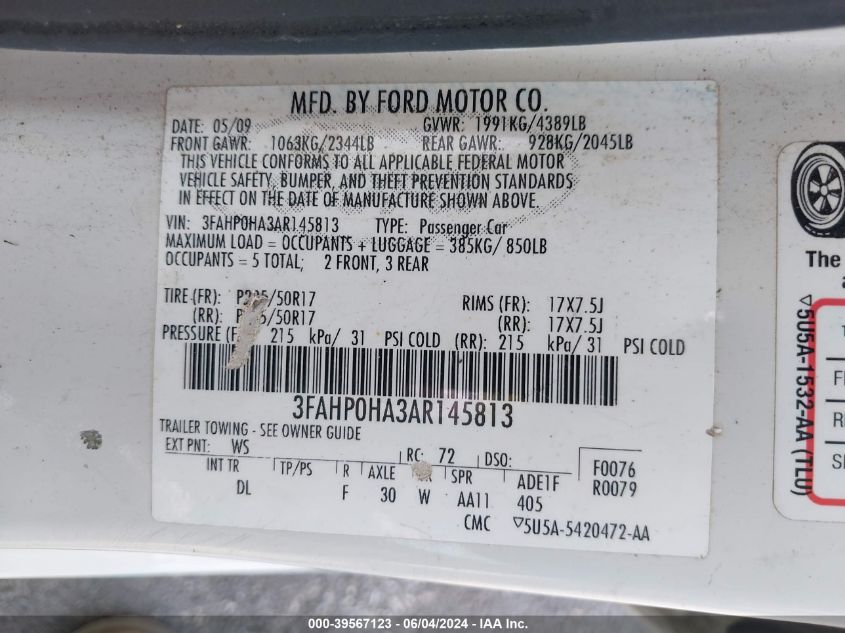 MFD. BY FORD MOTOR CO.
DATE: 05/09 GVWR: 1991KG/4389LB
FRONT GAWR: 1063KG/2344LB REAR GAWR: 928KG/2045LB
THIS VEHICLE CONFORMS TO ALL APPLICABLE FEDERAL MOTOR
VEHICLE SAFETY, BUMPER, AND THEFT PREVENTION STANDARDS
IN EFFECT ON THE DATE OF MANUFACTURE SHOWN ABOVE.
VIN: 3FAHP0HA3AR145813 TYPE: Passenger Car
MAXIMUM LOAD = OCCUPANTS + LUGGAGE = 385KG/ 850LB
OCCUPANTS = 5 TOTAL; 2 FRONT, 3 REAR
TIRE (FR): /50R17 RIMS (FR): 17X7.5J
(RR): /50R17 (RR): 17X7.5J
PRESSURE 215 kPa/ 31 PSI COLD (RR): 215 kPa/ 31 PSI COLD
3FAHP0HA3AR145813
TRAILER TOWING - SEE OWNER GUIDE
EXT PNT: WS RC: 72 DSO: F0076
INT TR TP/PS R AXLE SPR ADE1F R0079
DL F 30 W AA11 405
CMC ▽5U5A-5420472-AA
The
▽5U5A-1532-AA (TLU)
000-39567123 - 06/04/2024 - IAA Inc.